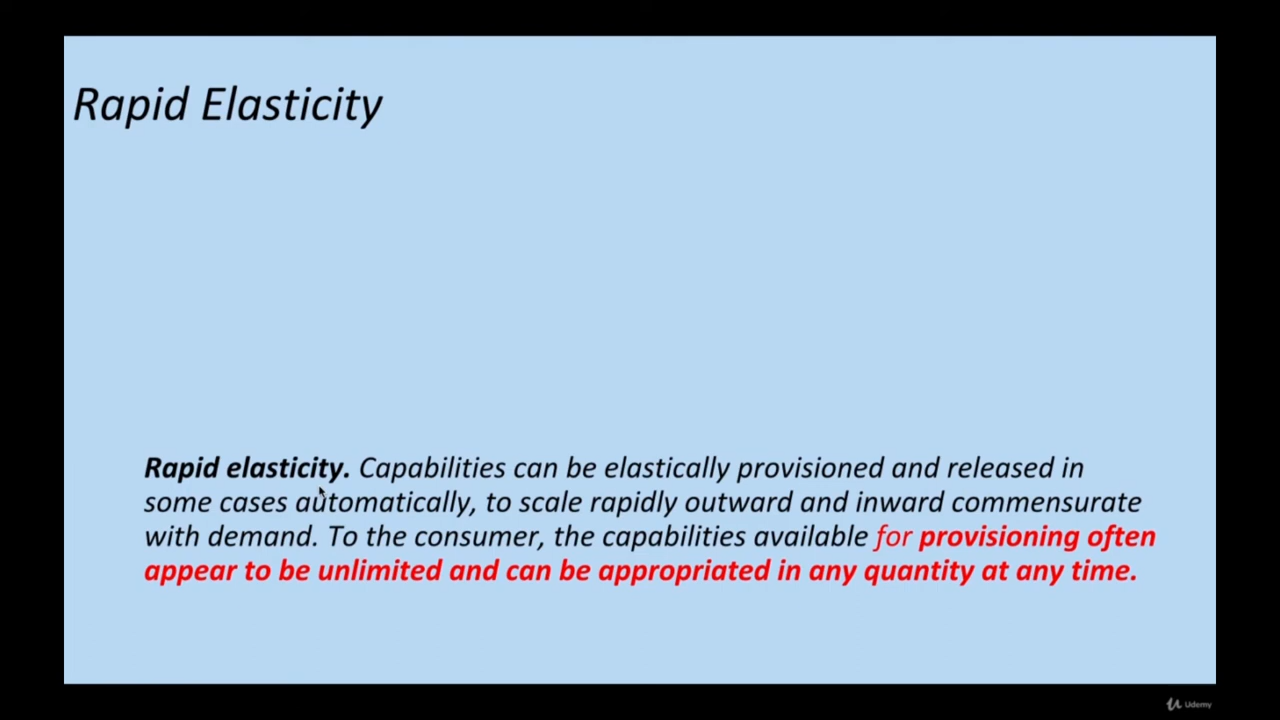 Rapid Elasticity
Rapid elasticity. Capabilities can be elastically provisioned and released in
some cases automatically, to scale rapidly outward and inward commensurate
with demand. To the consumer, the capabilities available for provisioning often
appear to be unlimited and can be appropriated in any quantity at any time.
Udemy